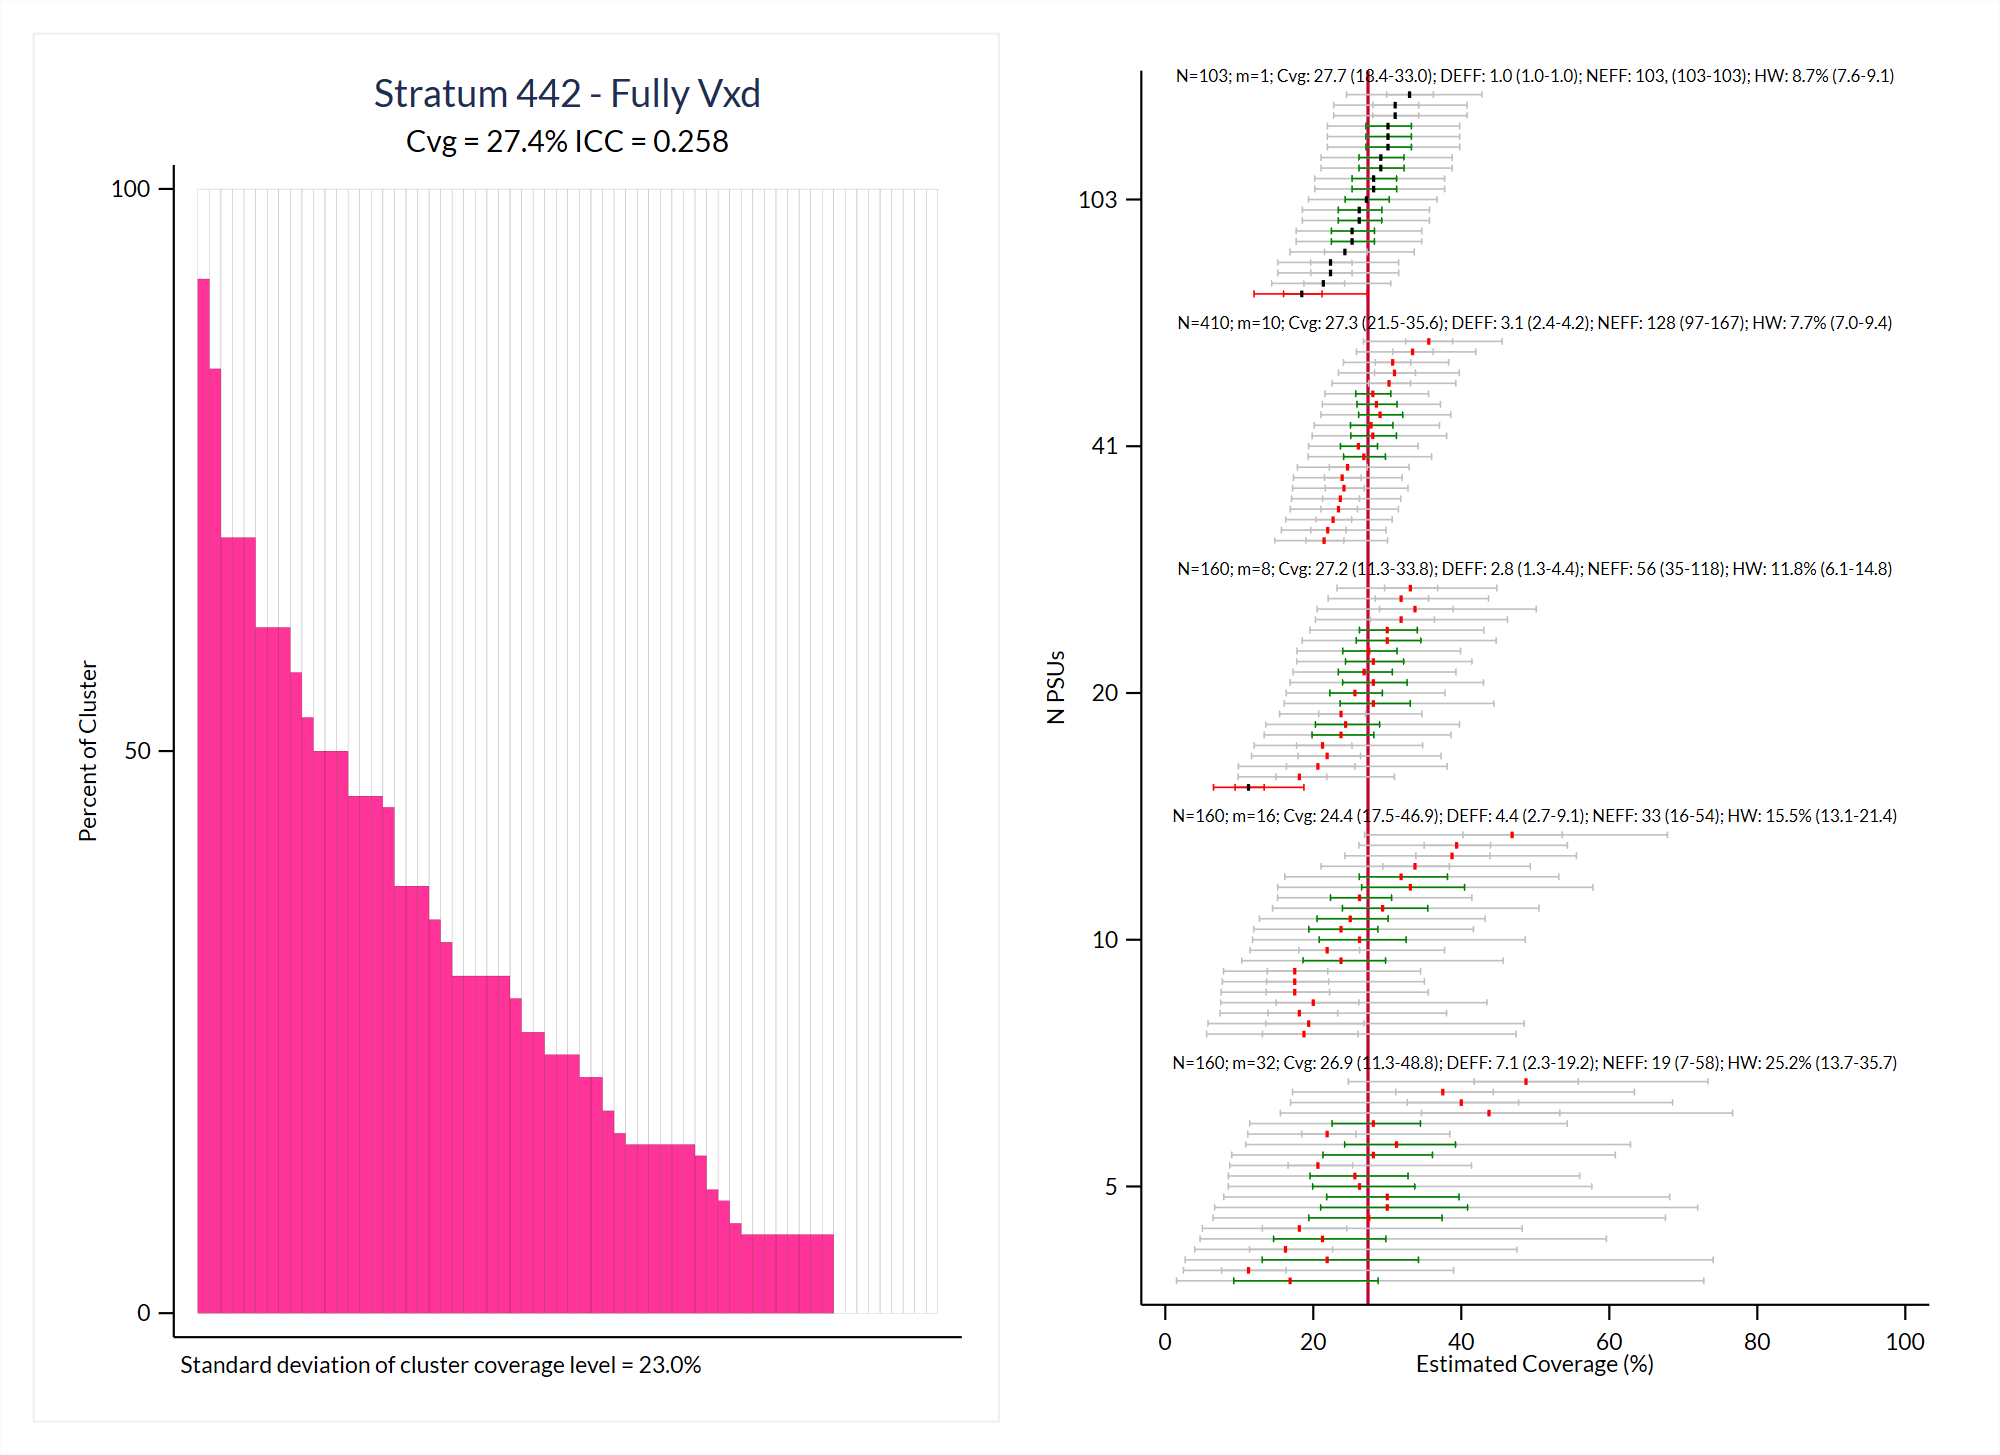 Stratum 442 - Fully Vxd
Cvg = 27.4% ICC = 0.258
100
50
0
Percent of Cluster
Standard deviation of cluster coverage level = 23.0%
N=103; m=1; Cvg: 27.7 (18.4-33.0); DEFF: 1.0 (1.0-1.0); NEFF: 103, (103-103); HW: 8.7% (7.6-9.1)
103
N=410; m=10; Cvg: 27.3 (21.5-35.6); DEFF: 3.1 (2.4-4.2); NEFF: 128 (97-167); HW: 7.7% (7.0-9.4)
41
N=160; m=8; Cvg: 27.2 (11.3-33.8); DEFF: 2.8 (1.3-4.4); NEFF: 56 (35-118); HW: 11.8% (6.1-14.8)
N PSUs
20
N=160; m=16; Cvg: 24.4 (17.5-46.9); DEFF: 4.4 (2.7-9.1); NEFF: 33 (16-54); HW: 15.5% (13.1-21.4)
10
N=160; m=32; Cvg: 26.9 (11.3-48.8); DEFF: 7.1 (2.3-19.2); NEFF: 19 (7-58); HW: 25.2% (13.7-35.7)
5
0 20 40 60 80 100
Estimated Coverage (%)